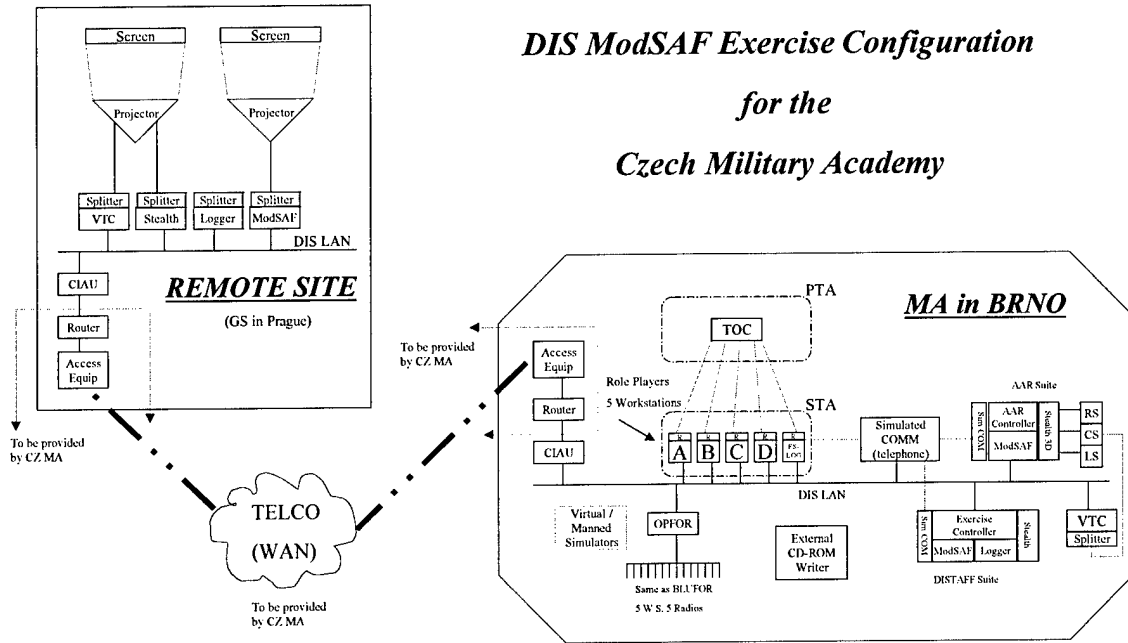 DIS ModSAF Exercise Configuration
for the
Czech Military Academy
Screen
Screen
Projector
Projector
Splitter
VTC
Splitter
Stealth
Splitter
Logger
Splitter
ModSAF
DIS LAN
CIAU
REMOTE SITE
(GS in Prague)
Router
Access
Equip
To be provided
by CZ MA
TELCO
(WAN)
To be provided
by CZ MA
To be provided
by CZ MA
MA in BRNO
PTA
TOC
Access
Equip
Router
CIAU
Role Players
5 Workstations
STA
R
A
R
B
R
C
R
D
R
FS-
LOG
Simulated
COMM
(telephone)
AAR Suite
Sim COM
AAR
Controller
ModSAF
Stealth 3D
RS
CS
LS
DIS LAN
Virtual /
Manned
Simulators
OPFOR
Same as BLUFOR
5 W S. 5 Radios
External
CD-ROM
Writer
Sim COM
Exercise
Controller
ModSAF
Logger
Stealth
DISTAFF Suite
VTC
Splitter